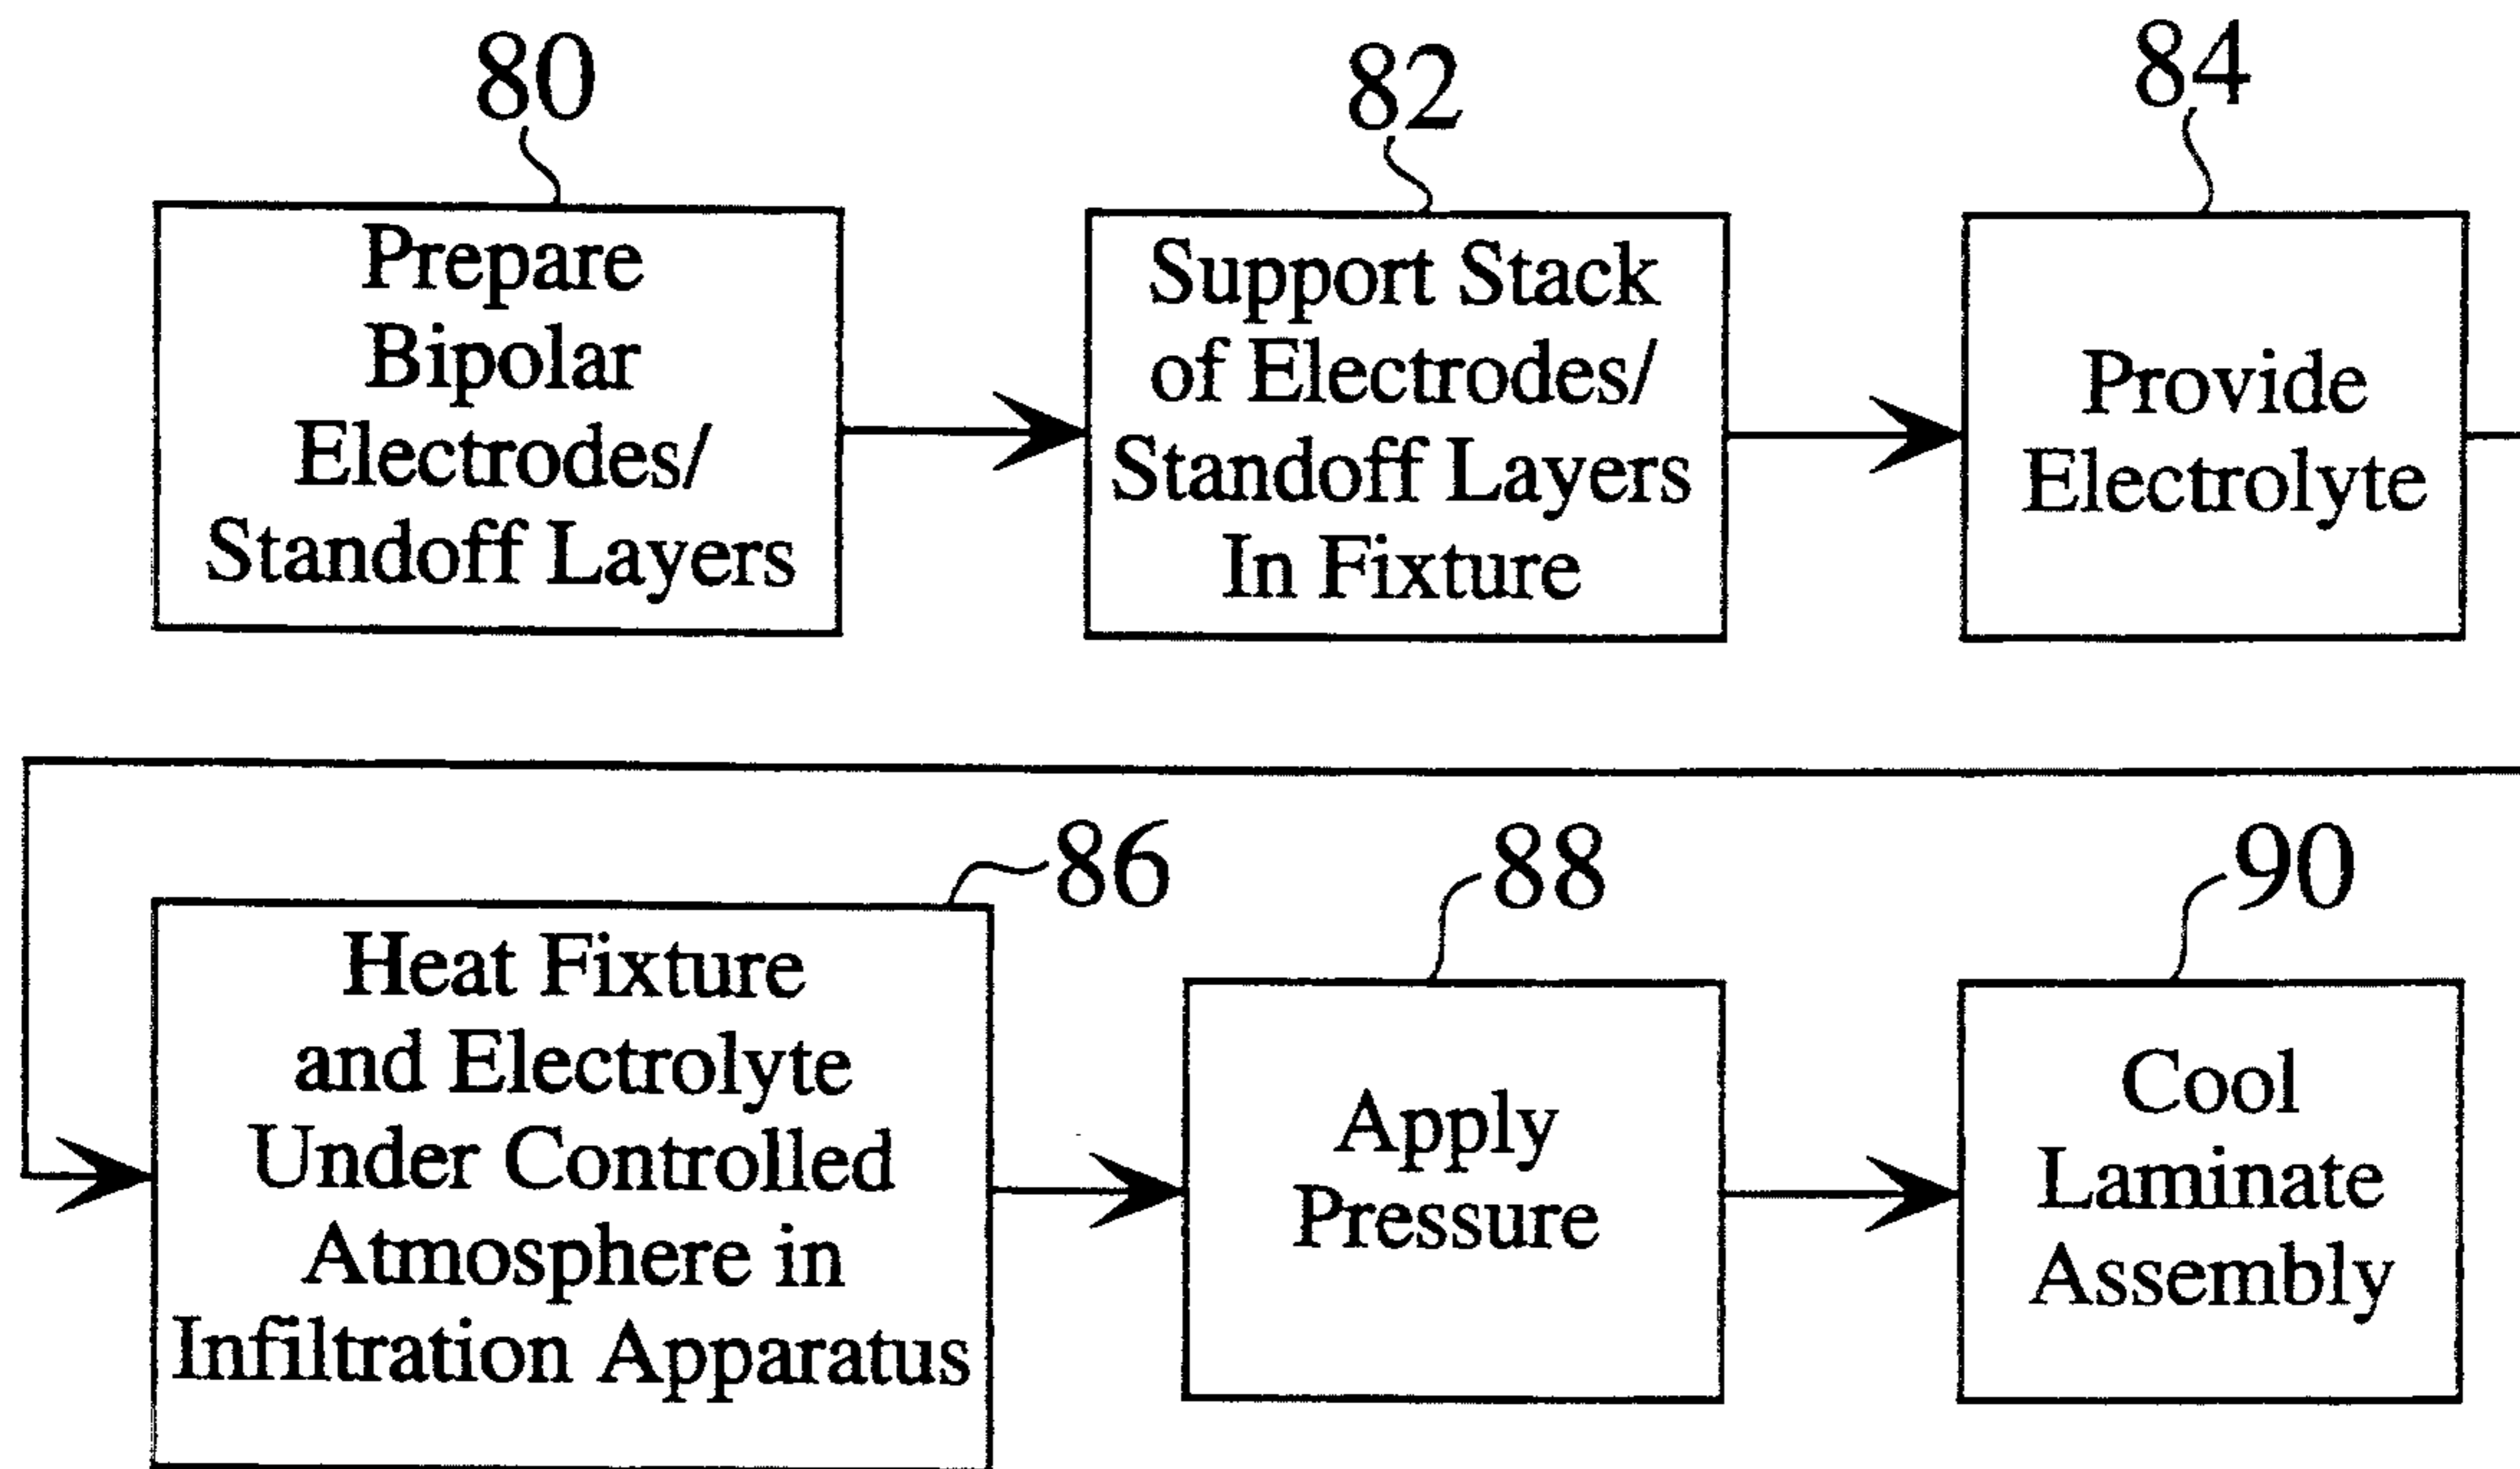 80
Prepare
Bipolar
Electrodes/
Standoff Layers
82
Support Stack
of Electrodes/
Standoff Layers
In Fixture
84
Provide
Electrolyte
86
Heat Fixture
and Electrolyte
Under Controlled
Atmosphere in
Infiltration Apparatus
88
Apply
Pressure
90
Cool
Laminate
Assembly